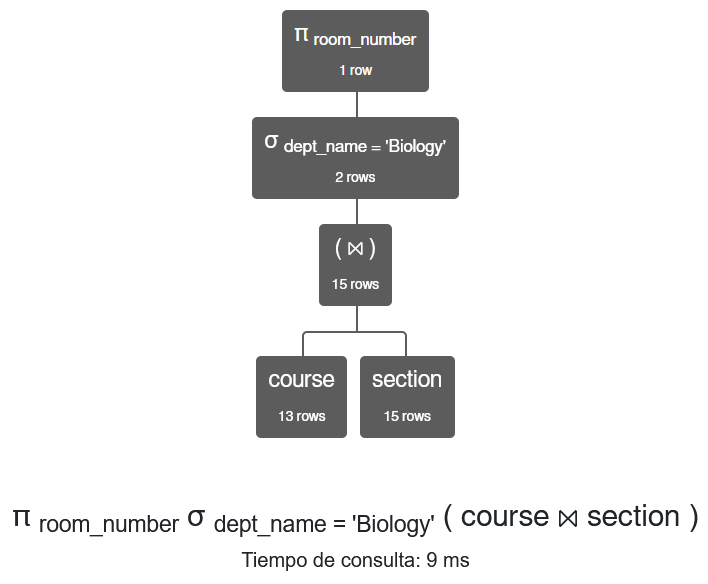 π room_number
1 row
σ dept_name = 'Biology'
2 rows
( ⋈ )
15 rows
course
13 rows
section
15 rows
π room_number σ dept_name = 'Biology' ( course ⋈ section )
Tiempo de consulta: 9 ms